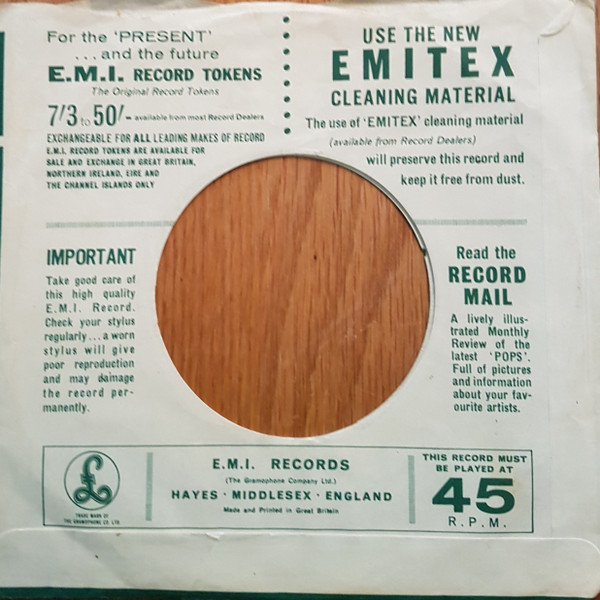 For the 'PRESENT'
...and the future
E.M.I. RECORD TOKENS
The Original Record Tokens
7/3 to 50/- available from most Record Dealers
EXCHANGEABLE FOR ALL LEADING MAKES OF RECORD
E.M.I. RECORD TOKENS ARE AVAILABLE FOR
SALE AND EXCHANGE IN GREAT BRITAIN,
NORTHERN IRELAND, EIRE AND
THE CHANNEL ISLANDS ONLY
USE THE NEW
EMITEX
CLEANING MATERIAL
The use of 'EMITEX' cleaning material
(available from Record Dealers)
will preserve this record and
keep it free from dust.
IMPORTANT
Take good care of
this high quality
E.M.I. Record.
Check your stylus
regularly...a worn
stylus will give
poor reproduction
and may damage
the record per-
manently.
Read the
RECORD
MAIL
A lively illus-
trated Monthly
Review of the
latest 'POPS'.
Full of pictures
and information
about your fav-
ourite artists.
£
TRADE MARK OF
THE GRAMOPHONE CO. LTD.
E.M.I. RECORDS
(The Gramophone Company Ltd.)
HAYES · MIDDLESEX · ENGLAND
Made and Printed in Great Britain
THIS RECORD MUST
BE PLAYED AT
45
R.P.M.